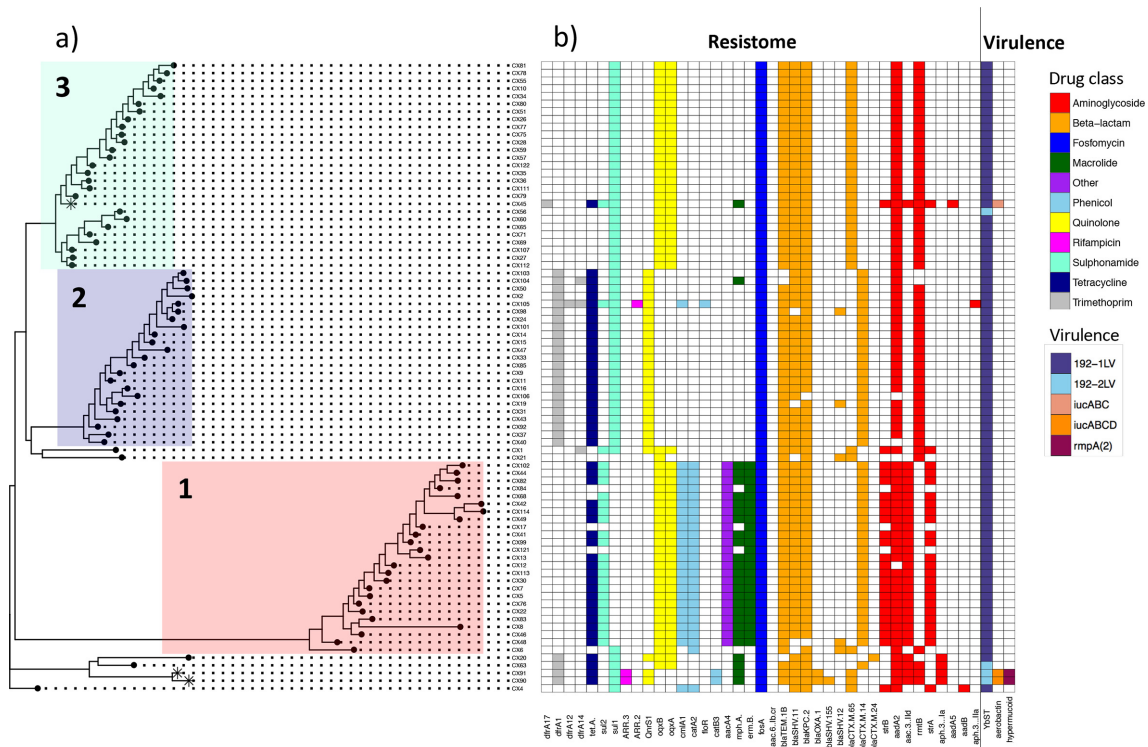 a)
b)
Resistome
Virulence
3
2
1
CX81
CX78
CX55
CX10
CX34
CX80
CX51
CX26
CX77
CX75
CX28
CX59
CX57
CX122
CX35
CX36
CX111
CX79
CX45
CX56
CX60
CX65
CX71
CX69
CX107
CX27
CX112
CX103
CX104
CX50
CX2
CX105
CX98
CX24
CX101
CX14
CX15
CX47
CX33
CX85
CX9
CX11
CX16
CX106
CX19
CX31
CX43
CX92
CX37
CX40
CX1
CX21
CX102
CX44
CX82
CX84
CX68
CX42
CX114
CX49
CX17
CX41
CX99
CX121
CX13
CX12
CX113
CX30
CX7
CX5
CX76
CX22
CX83
CX8
CX46
CX48
CX6
CX20
CX63
CX91
CX90
CX4
Drug class
Aminoglycoside
Beta-lactam
Fosfomycin
Macrolide
Other
Phenicol
Quinolone
Rifampicin
Sulphonamide
Tetracycline
Trimethoprim
Virulence
192-1LV
192-2LV
iucABC
iucABCD
rmpA(2)
dfrA17
dfrA1
dfrA12
dfrA14
tet.A.
sul2
sul1
ARR.3
ARR.2
QnrS1
oqxB
oqxA
cmlA1
catA2
floR
catB3
aacA4
mph.A.
erm.B.
fosA
aac.6..Ib.cr
blaTEM.1B
blaSHV.11
blaKPC.2
blaOXA.1
blaSHV.155
blaSHV.12
blaCTX.M.65
blaCTX.M.14
blaCTX.M.24
strB
aadA2
aac.3..IId
rmtB
strA
aph.3...Ia
aadA5
aadB
aph.3...IIa
YbST
aerobactin
hypermucoid